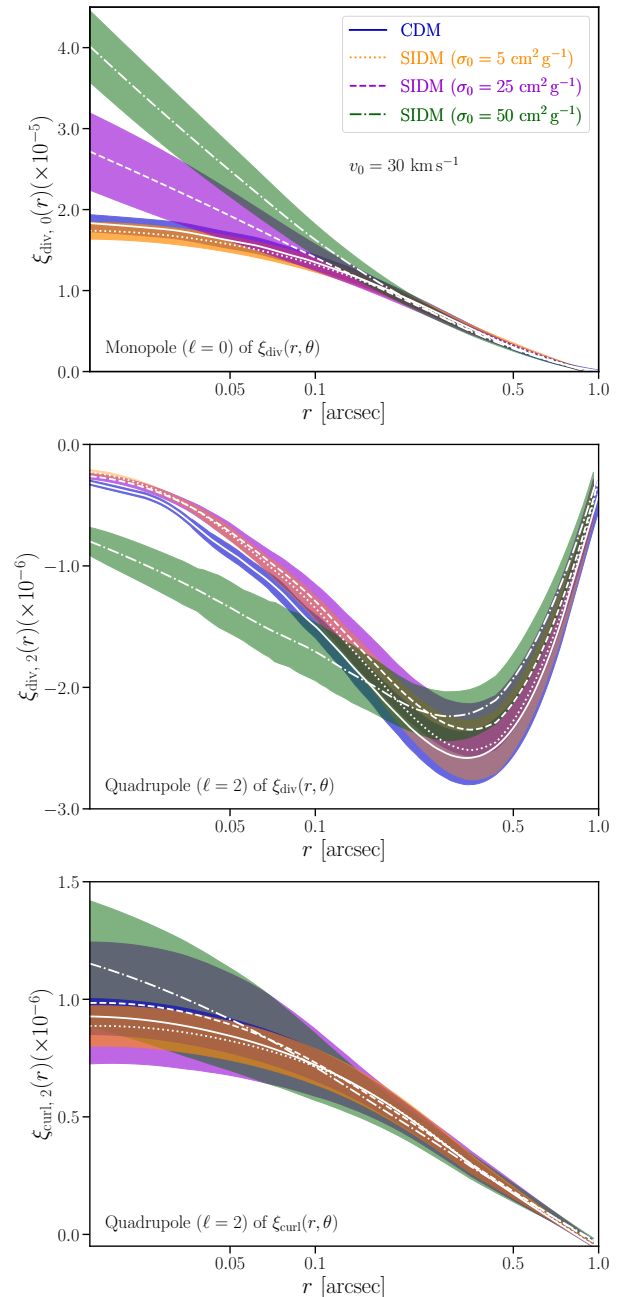 4.0
3.0
2.0
1.0
0.0
ξdiv, 0(r)(×10−5)
CDM
SIDM (σ0 = 5 cm2 g−1)
SIDM (σ0 = 25 cm2 g−1)
SIDM (σ0 = 50 cm2 g−1)
v0 = 30 km s−1
Monopole (ℓ = 0) of ξdiv(r, θ)
0.05 0.1 0.5 1.0
r [arcsec]
0.0
−1.0
−2.0
−3.0
ξdiv, 2(r)(×10−6)
Quadrupole (ℓ = 2) of ξdiv(r, θ)
0.05 0.1 0.5 1.0
r [arcsec]
1.5
1.0
0.5
0.0
ξcurl, 2(r)(×10−6)
Quadrupole (ℓ = 2) of ξcurl(r, θ)
0.05 0.1 0.5 1.0
r [arcsec]